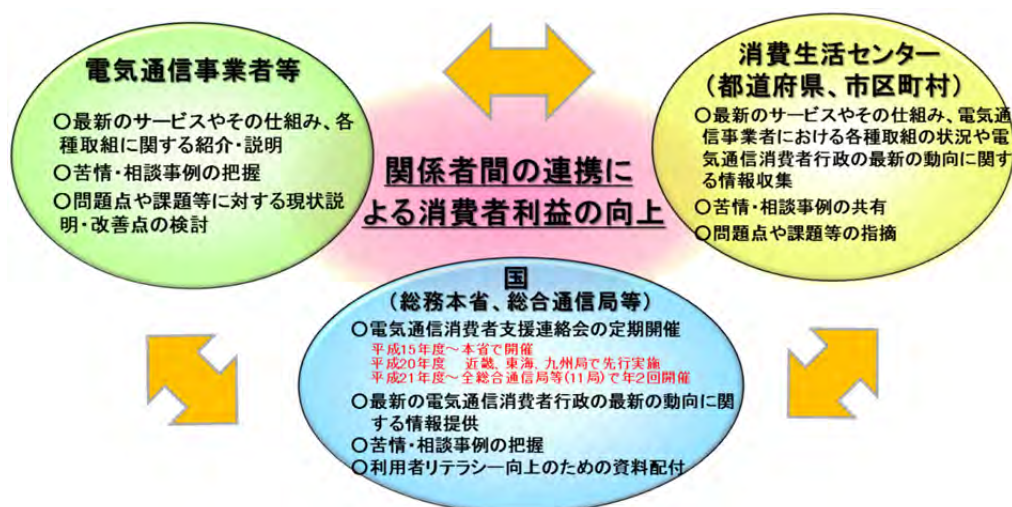 電気通信事業者等
○最新のサービスやその仕組み、各
種取組に関する紹介・説明
○苦情・相談事例の把握
○問題点や課題等に対する現状説
明・改善点の検討
消費生活センター
（都道府県、市区町村）
○最新のサービスやその仕組み、電気通
信事業者における各種取組の状況や電
気通信消費者行政の最新の動向に関す
る情報収集
○苦情・相談事例の共有
○問題点や課題等の指摘
関係者間の連携に
よる消費者利益の向上
国
（総務本省、総合通信局等）
○電気通信消費者支援連絡会の定期開催
平成15年度～本省で開催
平成20年度　近畿、東海、九州局で先行実施
平成21年度～全総合通信局等(11局)で年2回開催
○最新の電気通信消費者行政の最新の動向に関
する情報提供
○苦情・相談事例の把握
○利用者リテラシー向上のための資料配付